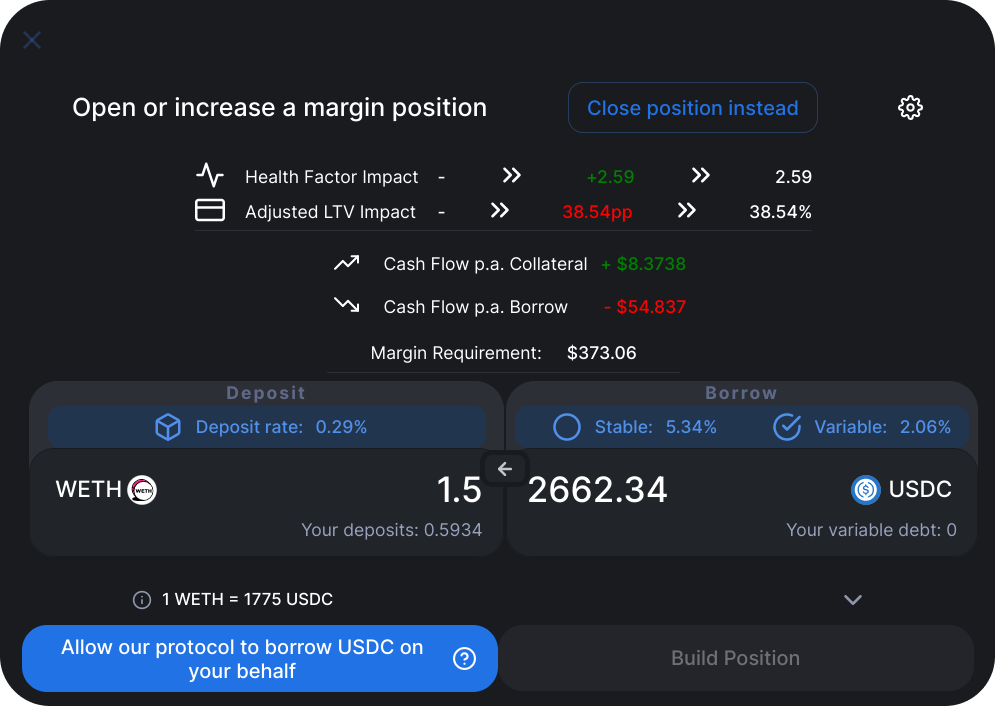 Open or increase a margin position
Close position instead
Health Factor Impact - +2.59 2.59
Adjusted LTV Impact - 38.54pp 38.54%
Cash Flow p.a. Collateral + $8.3738
Cash Flow p.a. Borrow - $54.837
Margin Requirement: $373.06
Deposit
Deposit rate: 0.29%
WETH WETH 1.5
Your deposits: 0.5934
Borrow
Stable: 5.34% Variable: 2.06%
2662.34 USDC
Your variable debt: 0
1 WETH = 1775 USDC
Allow our protocol to borrow USDC on
your behalf
Build Position